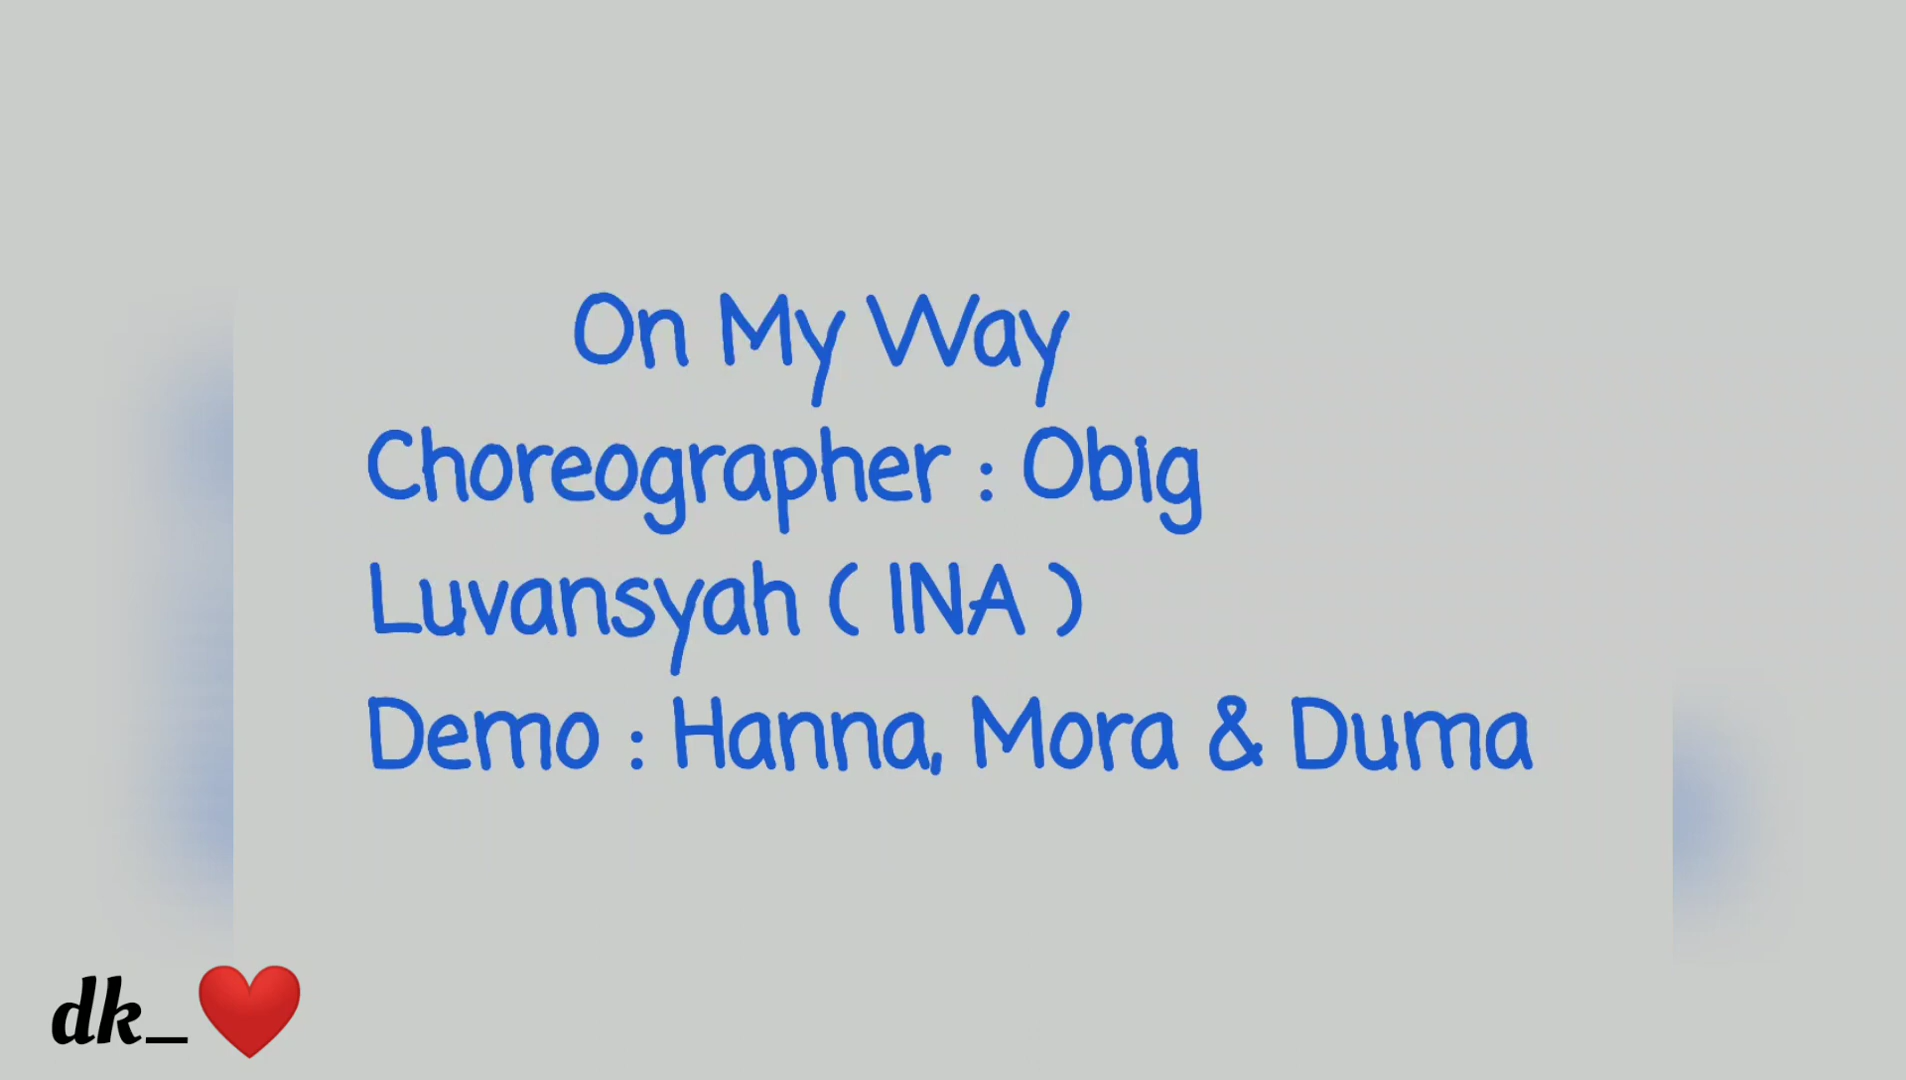 On My Way
Choreographer : Obig
Luvansyah ( INA )
Demo : Hanna, Mora & Duma
dk_❤️